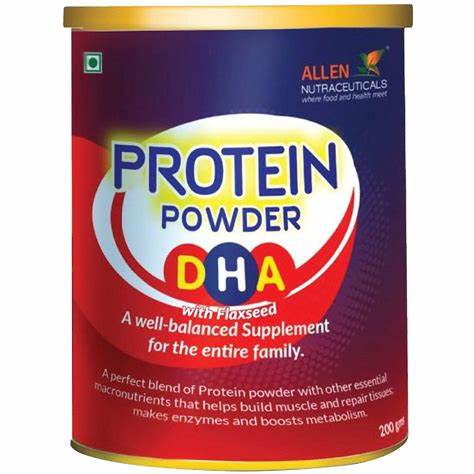 ALLEN
NUTRACEUTICALS
where food and health meet
PROTEIN
POWDER
DHA
with Flaxseed
A well-balanced Supplement
for the entire family.
A perfect blend of Protein powder with other essential
macronutrients that helps build muscle and repair tissues;
makes enzymes and boosts metabolism.
200 gms